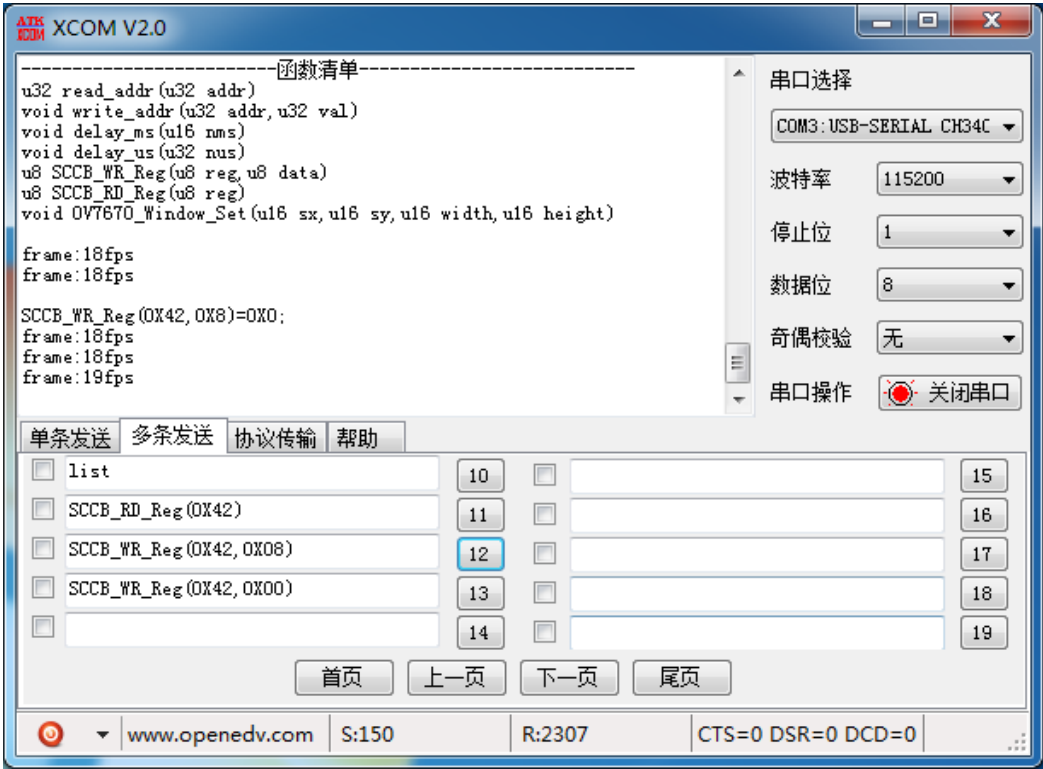 ATK XCOM XCOM V2.0
--------------------------函数清单---------------------------
u32 read_addr(u32 addr)
void write_addr(u32 addr,u32 val)
void delay_ms(u16 nms)
void delay_us(u32 nus)
u8 SCCB_WR_Reg(u8 reg,u8 data)
u8 SCCB_RD_Reg(u8 reg)
void OV7670_Window_Set(u16 sx,u16 sy,u16 width,u16 height)
frame:18fps
frame:18fps
SCCB_WR_Reg(0X42,0X8)=0X0;
frame:18fps
frame:18fps
frame:19fps
串口选择
COM3:USB-SERIAL CH34C
波特率 115200
停止位 1
数据位 8
奇偶校验 无
串口操作 关闭串口
单条发送 多条发送 协议传输 帮助
list 10 15
SCCB_RD_Reg(0X42) 11 16
SCCB_WR_Reg(0X42,0X08) 12 17
SCCB_WR_Reg(0X42,0X00) 13 18
14 19
首页 上一页 下一页 尾页
www.openedv.com S:150 R:2307 CTS=0 DSR=0 DCD=0